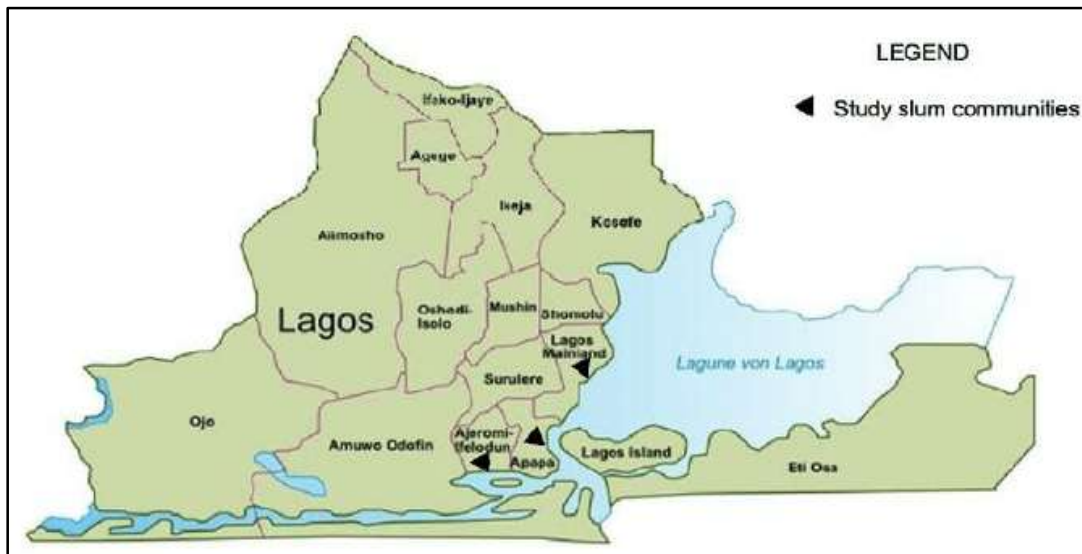 LEGEND
Study slum communities
Ifako-Ijaye
Agege
Ikeja
Kosofe
Alimosho
Lagos
Oshodi-
Isolo
Mushin
Shomolu
Lagos
Mainland
Lagune von Lagos
Surulere
Ojo
Amuwo Odofin
Ajeromi-
Ifelodun
Apapa
Lagos Island
Eti Osa